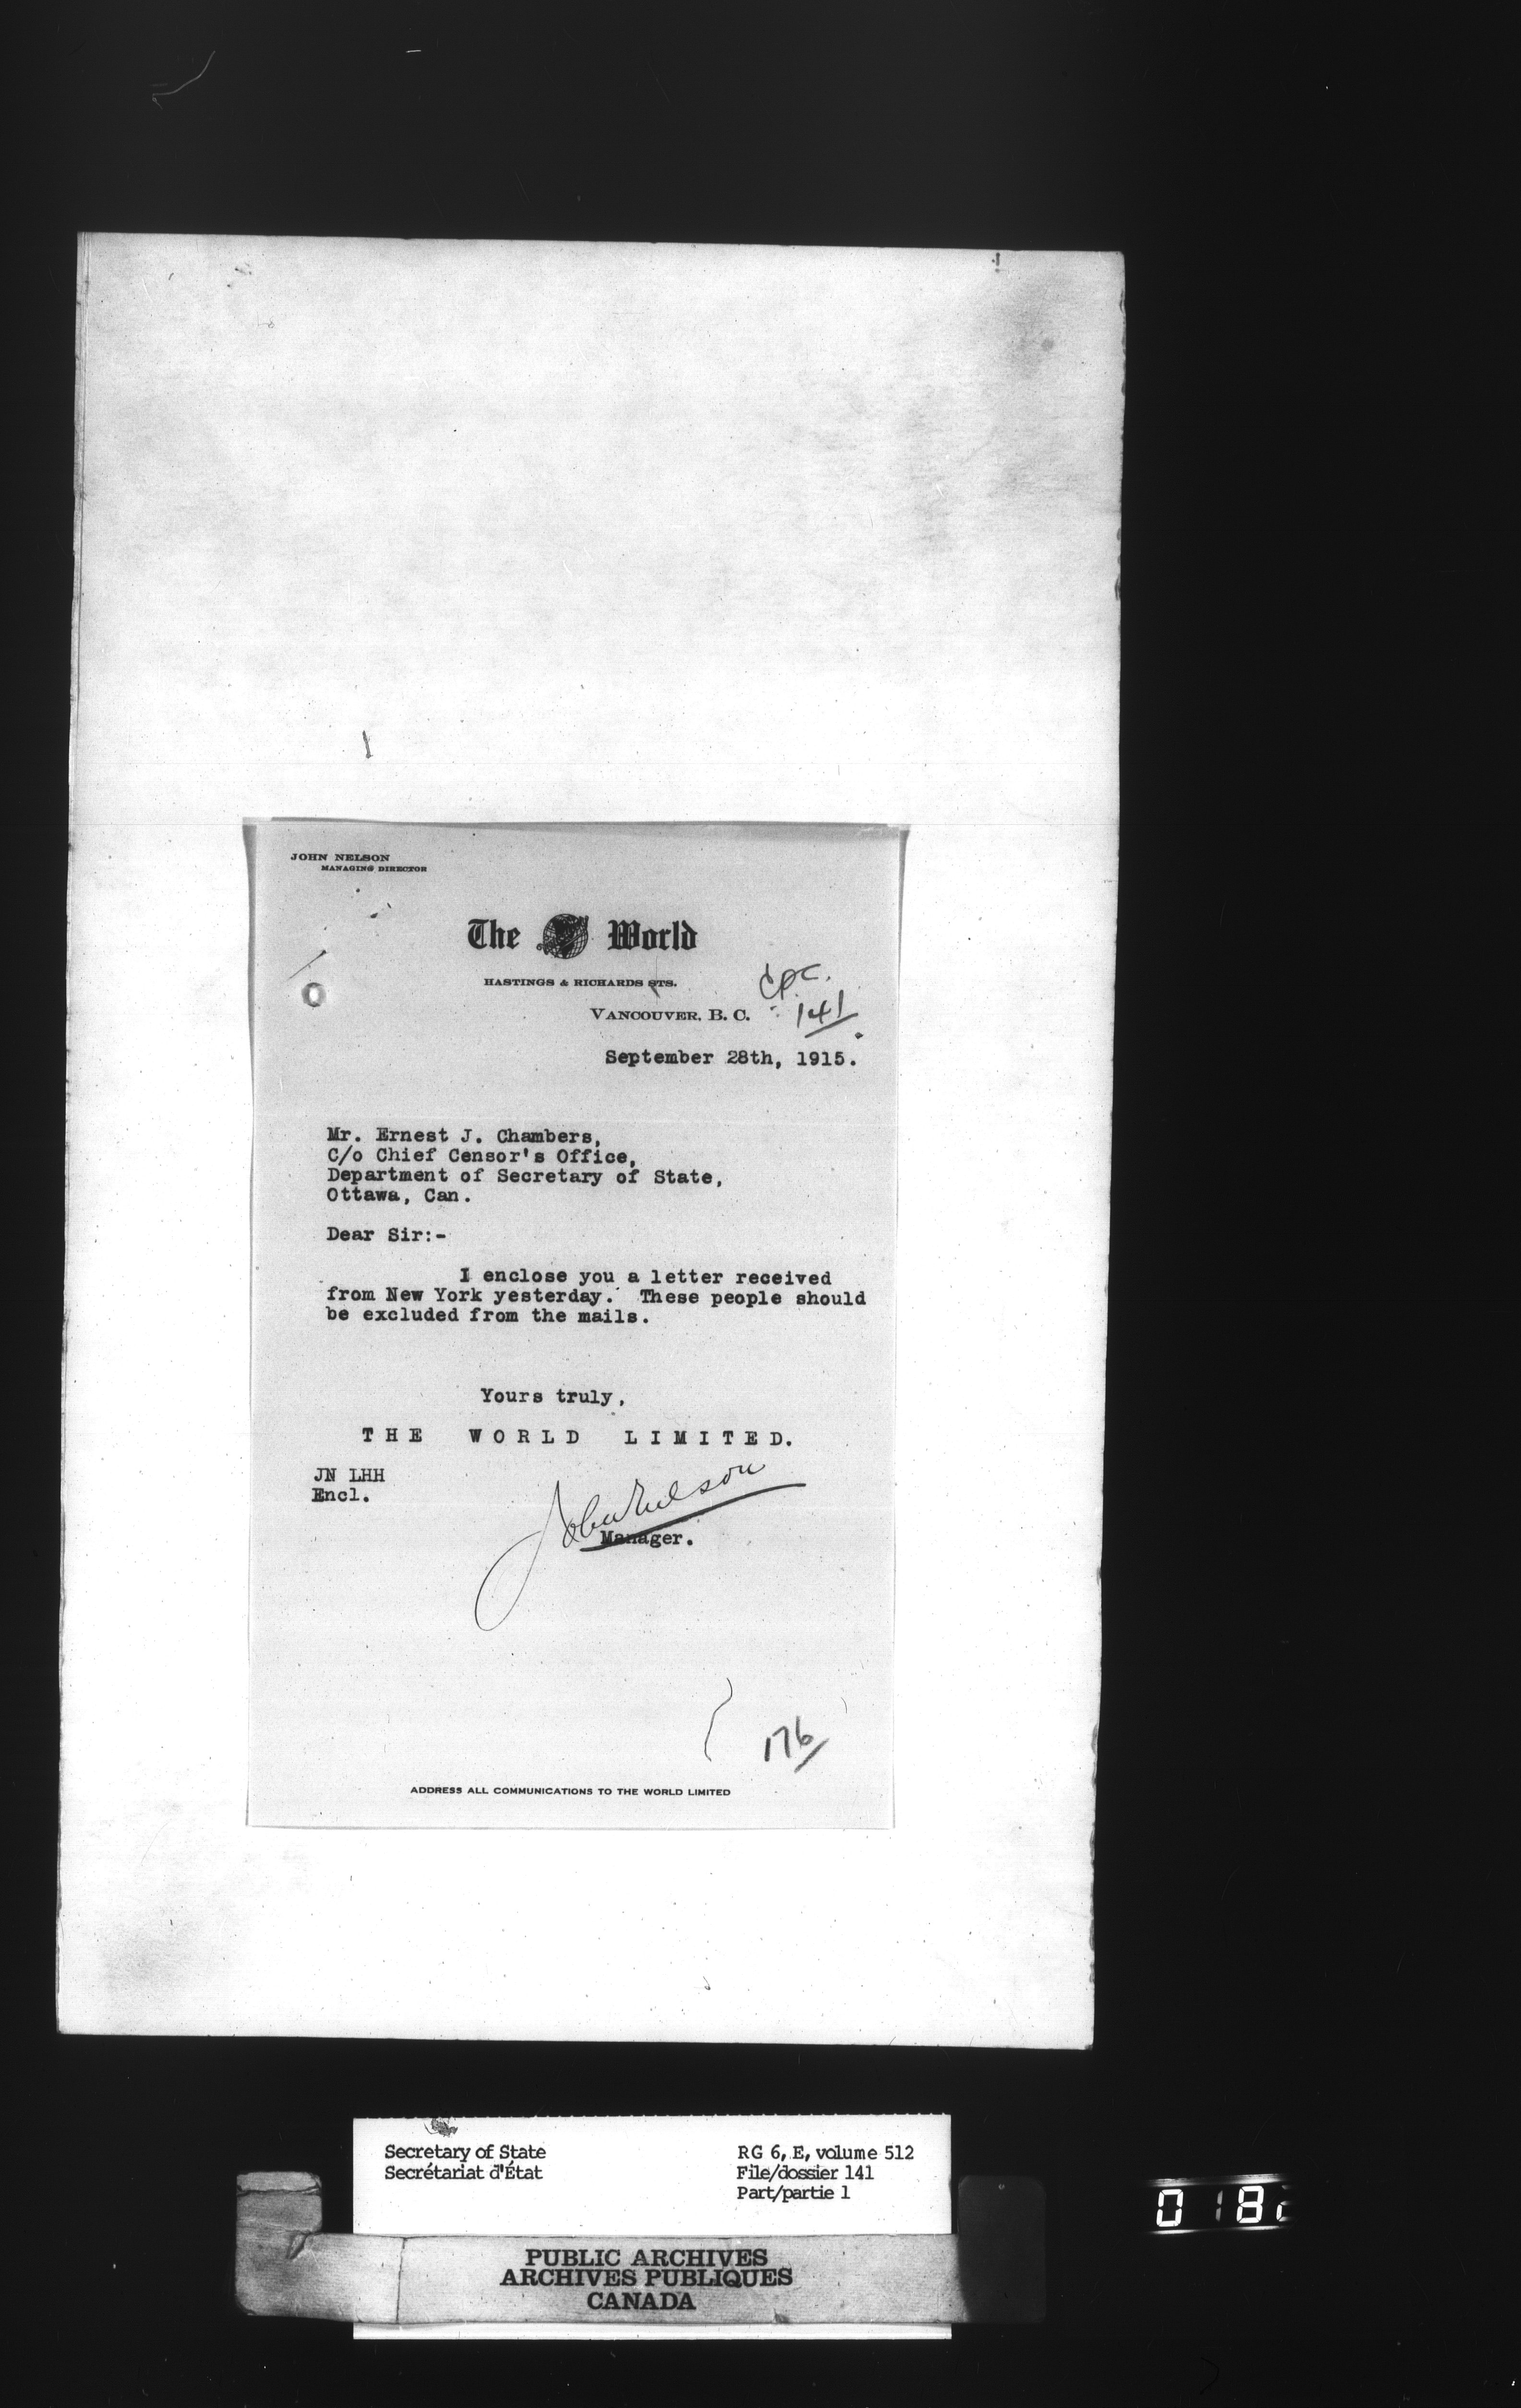 JOHN NELSON
MANAGING DIRECTOR
The World
HASTINGS & RICHARDS STS.
VANCOUVER, B. C.
CPC.
141
September 28th, 1915.
Mr. Ernest J. Chambers,
C/o Chief Censor's Office,
Department of Secretary of State,
Ottawa, Can.
Dear Sir:-
I enclose you a letter received
from New York yesterday. These people should
be excluded from the mails.
Yours truly,
THE WORLD LIMITED.
JN LHH
Encl.
John Nelson
Manager.
176
ADDRESS ALL COMMUNICATIONS TO THE WORLD LIMITED
Secretary of State
Secrétariat d'État
RG 6, E, volume 512
File/dossier 141
Part/partie 1
PUBLIC ARCHIVES
ARCHIVES PUBLIQUES
CANADA